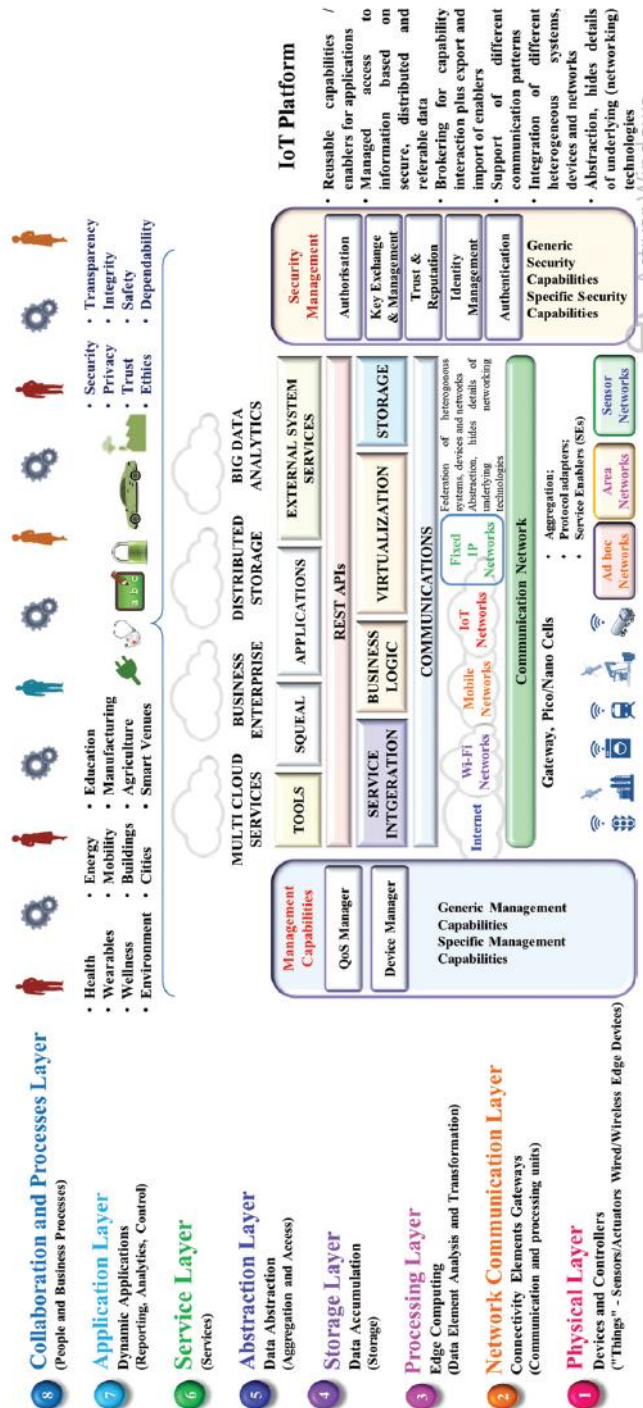 8 Collaboration and Processes Layer
(People and Business Processes)
7 Application Layer
Dynamic Applications
(Reporting, Analytics, Control)
6 Service Layer
(Services)
5 Abstraction Layer
Data Abstraction
(Aggregation and Access)
4 Storage Layer
Data Accumulation
(Storage)
3 Processing Layer
Edge Computing
(Data Element Analysis and Transformation)
2 Network Communication Layer
Connectivity Elements Gateways
(Communication and processing units)
1 Physical Layer
Devices and Controllers
("Things" - Sensors/Actuators Wired/Wireless Edge Devices)
• Health
• Wearables
• Wellness
• Environment
• Energy
• Mobility
• Buildings
• Cities
• Education
• Manufacturing
• Agriculture
• Smart Venues
a b c
• Security
• Privacy
• Trust
• Ethics
• Transparency
• Integrity
• Safety
• Dependability
MULTI CLOUD
SERVICES
BUSINESS
ENTERPRISE
DISTRIBUTED
STORAGE
BIG DATA
ANALYTICS
Management
Capabilities
QoS Manager
Device Manager
Generic Management
Capabilities
Specific Management
Capabilities
TOOLS
SQUEAL
APPLICATIONS
EXTERNAL SYSTEM
SERVICES
REST APIs
SERVICE
INTGERATION
BUSINESS
LOGIC
VIRTUALIZATION
STORAGE
COMMUNICATIONS
Internet
Wi-Fi
Networks
Mobile
Networks
IoT
Networks
Fixed
IP
Networks
Federation of heterogonous
systems, devices and networks
Abstraction, hides details of
underlying networking
technologies
Communication Network
Gateway, Pico/Nano Cells
• Aggregation;
• Protocol adapters;
• Service Enablers (SEs)
Ad hoc
Networks
Area
Networks
Sensor
Networks
Security
Management
Authorisation
Key Exchange
& Management
Trust &
Reputation
Identity
Management
Authentication
Generic
Security
Capabilities
Specific Security
Capabilities
IoT Platform
• Reusable capabilities /
enablers for applications
• Managed access to
information based on
secure, distributed and
referable data
• Brokering for capability
interaction plus export and
import of enablers
• Support of different
communication patterns
• Integration of different
heterogeneous systems,
devices and networks
• Abstraction, hides details
of underlying (networking)
technologies